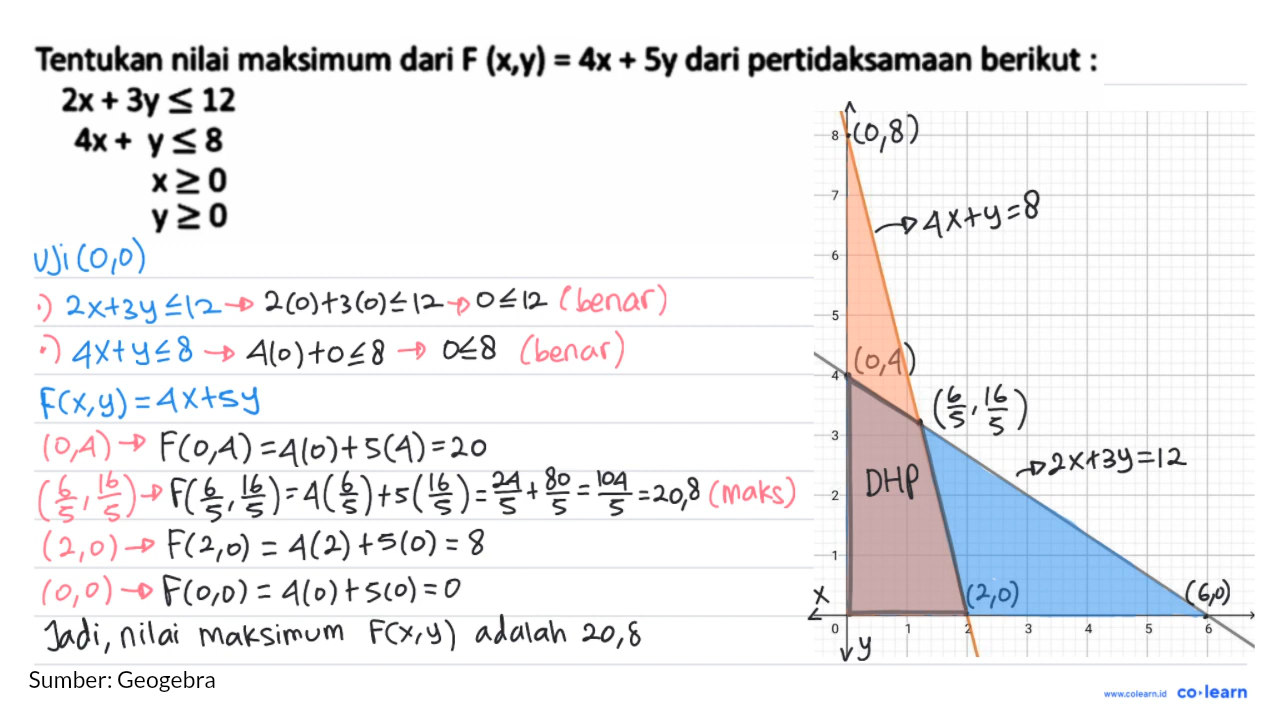 Tentukan nilai maksimum dari F (x,y) = 4x + 5y dari pertidaksamaan berikut :
2x + 3y ≤ 12
4x + y ≤ 8
x ≥ 0
y ≥ 0
Uji (0,0)
•) 2x+3y ≤ 12 → 2(0)+3(0) ≤ 12 → 0 ≤ 12 (benar)
•) 4x+y ≤ 8 → 4(0)+0 ≤ 8 → 0 ≤ 8 (benar)
F(x,y) = 4x+5y
(0,4) → F(0,4) = 4(0)+5(4) = 20
(6/5, 16/5) → F(6/5, 16/5) = 4(6/5)+5(16/5) = 24/5 + 80/5 = 104/5 = 20,8 (maks)
(2,0) → F(2,0) = 4(2)+5(0) = 8
(0,0) → F(0,0) = 4(0)+5(0) = 0
Jadi, nilai maksimum F(x,y) adalah 20,8
Sumber: Geogebra
8 (0,8)
7
4x+y=8
6
5
4 (0,4)
(6/5, 16/5)
3
2x+3y=12
DHP
2
1
x (2,0) (6,0)
0 1 2 3 4 5 6
y
www.colearn.id co·learn